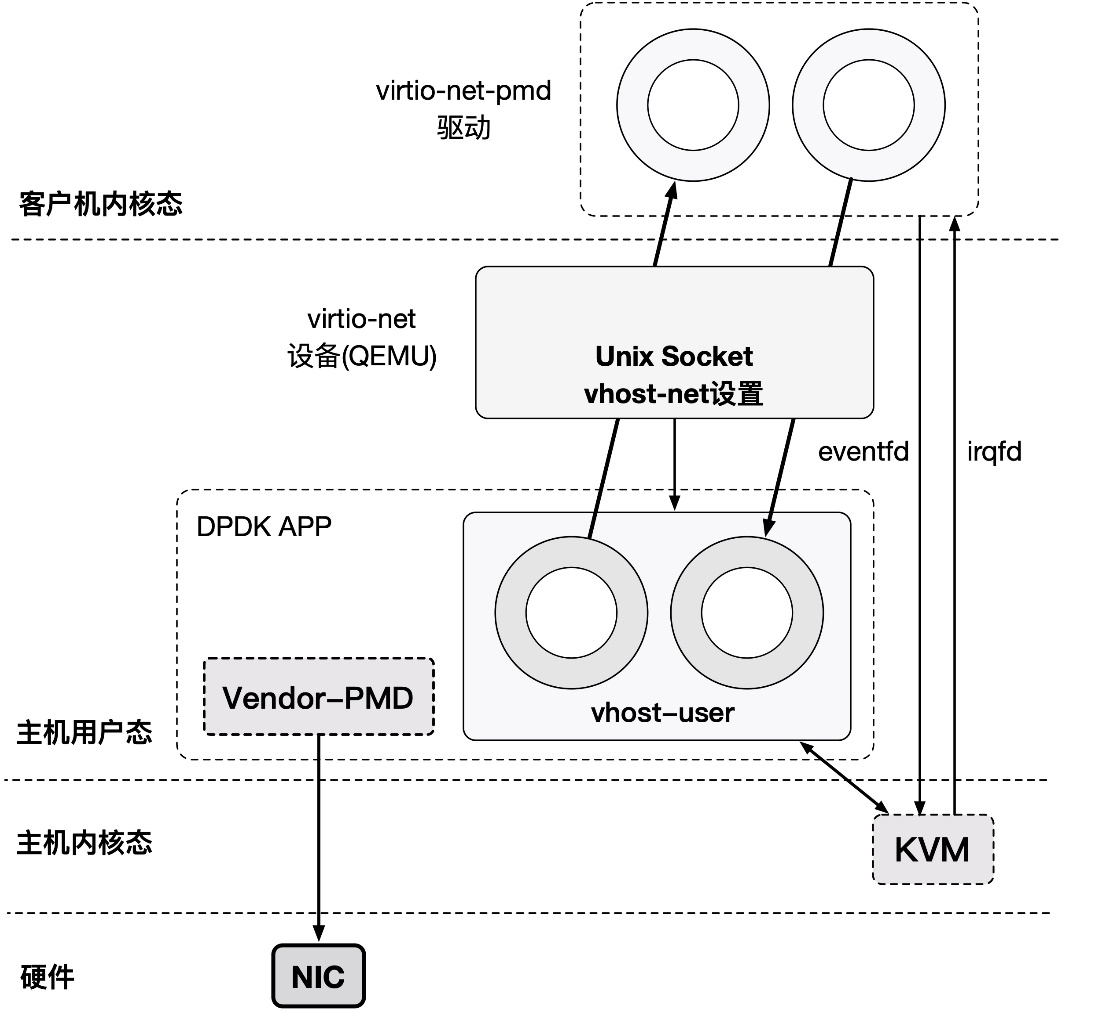 virtio-net-pmd
驱动
客户机内核态
virtio-net
设备(QEMU)
Unix Socket
vhost-net设置
eventfd
irqfd
DPDK APP
Vendor–PMD
vhost–user
主机用户态
主机内核态
KVM
硬件
NIC